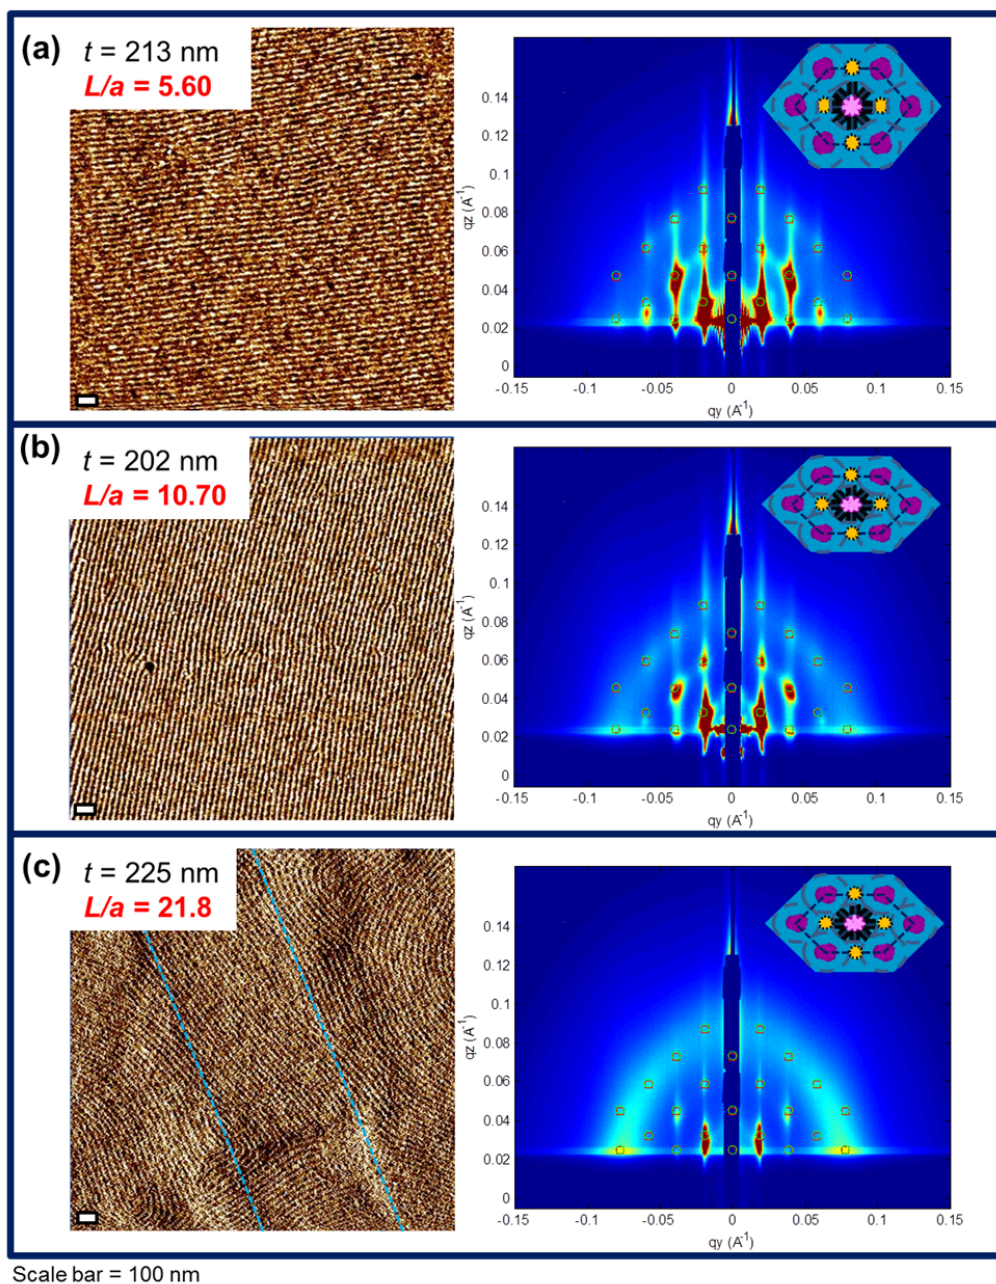 (a)
t = 213 nm
L/a = 5.60
0.14
0.12
0.1
0.08
0.06
0.04
0.02
0
qz (A⁻¹)
-0.15 -0.1 -0.05 0 0.05 0.1 0.15
qy (A⁻¹)
(b)
t = 202 nm
L/a = 10.70
0.14
0.12
0.1
0.08
0.06
0.04
0.02
0
qz (A⁻¹)
-0.15 -0.1 -0.05 0 0.05 0.1 0.15
qy (A⁻¹)
(c)
t = 225 nm
L/a = 21.8
0.14
0.12
0.1
0.08
0.06
0.04
0.02
0
qz (A⁻¹)
-0.15 -0.1 -0.05 0 0.05 0.1 0.15
qy (A⁻¹)
Scale bar = 100 nm